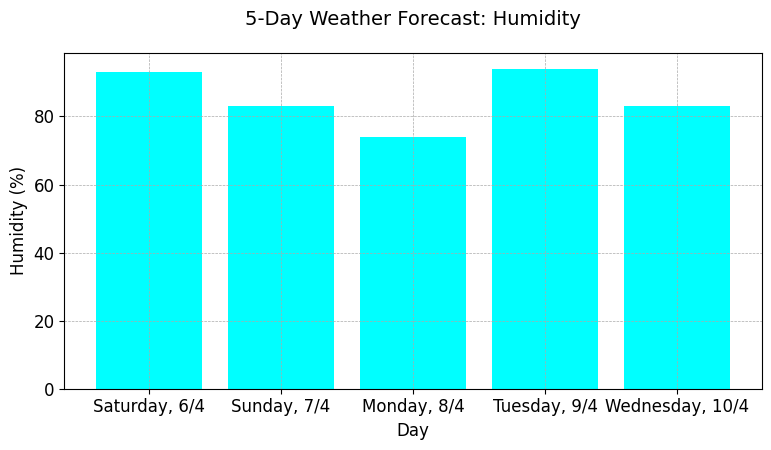 5-Day Weather Forecast: Humidity
Humidity (%)
80
60
40
20
0
Saturday, 6/4 Sunday, 7/4 Monday, 8/4 Tuesday, 9/4 Wednesday, 10/4
Day